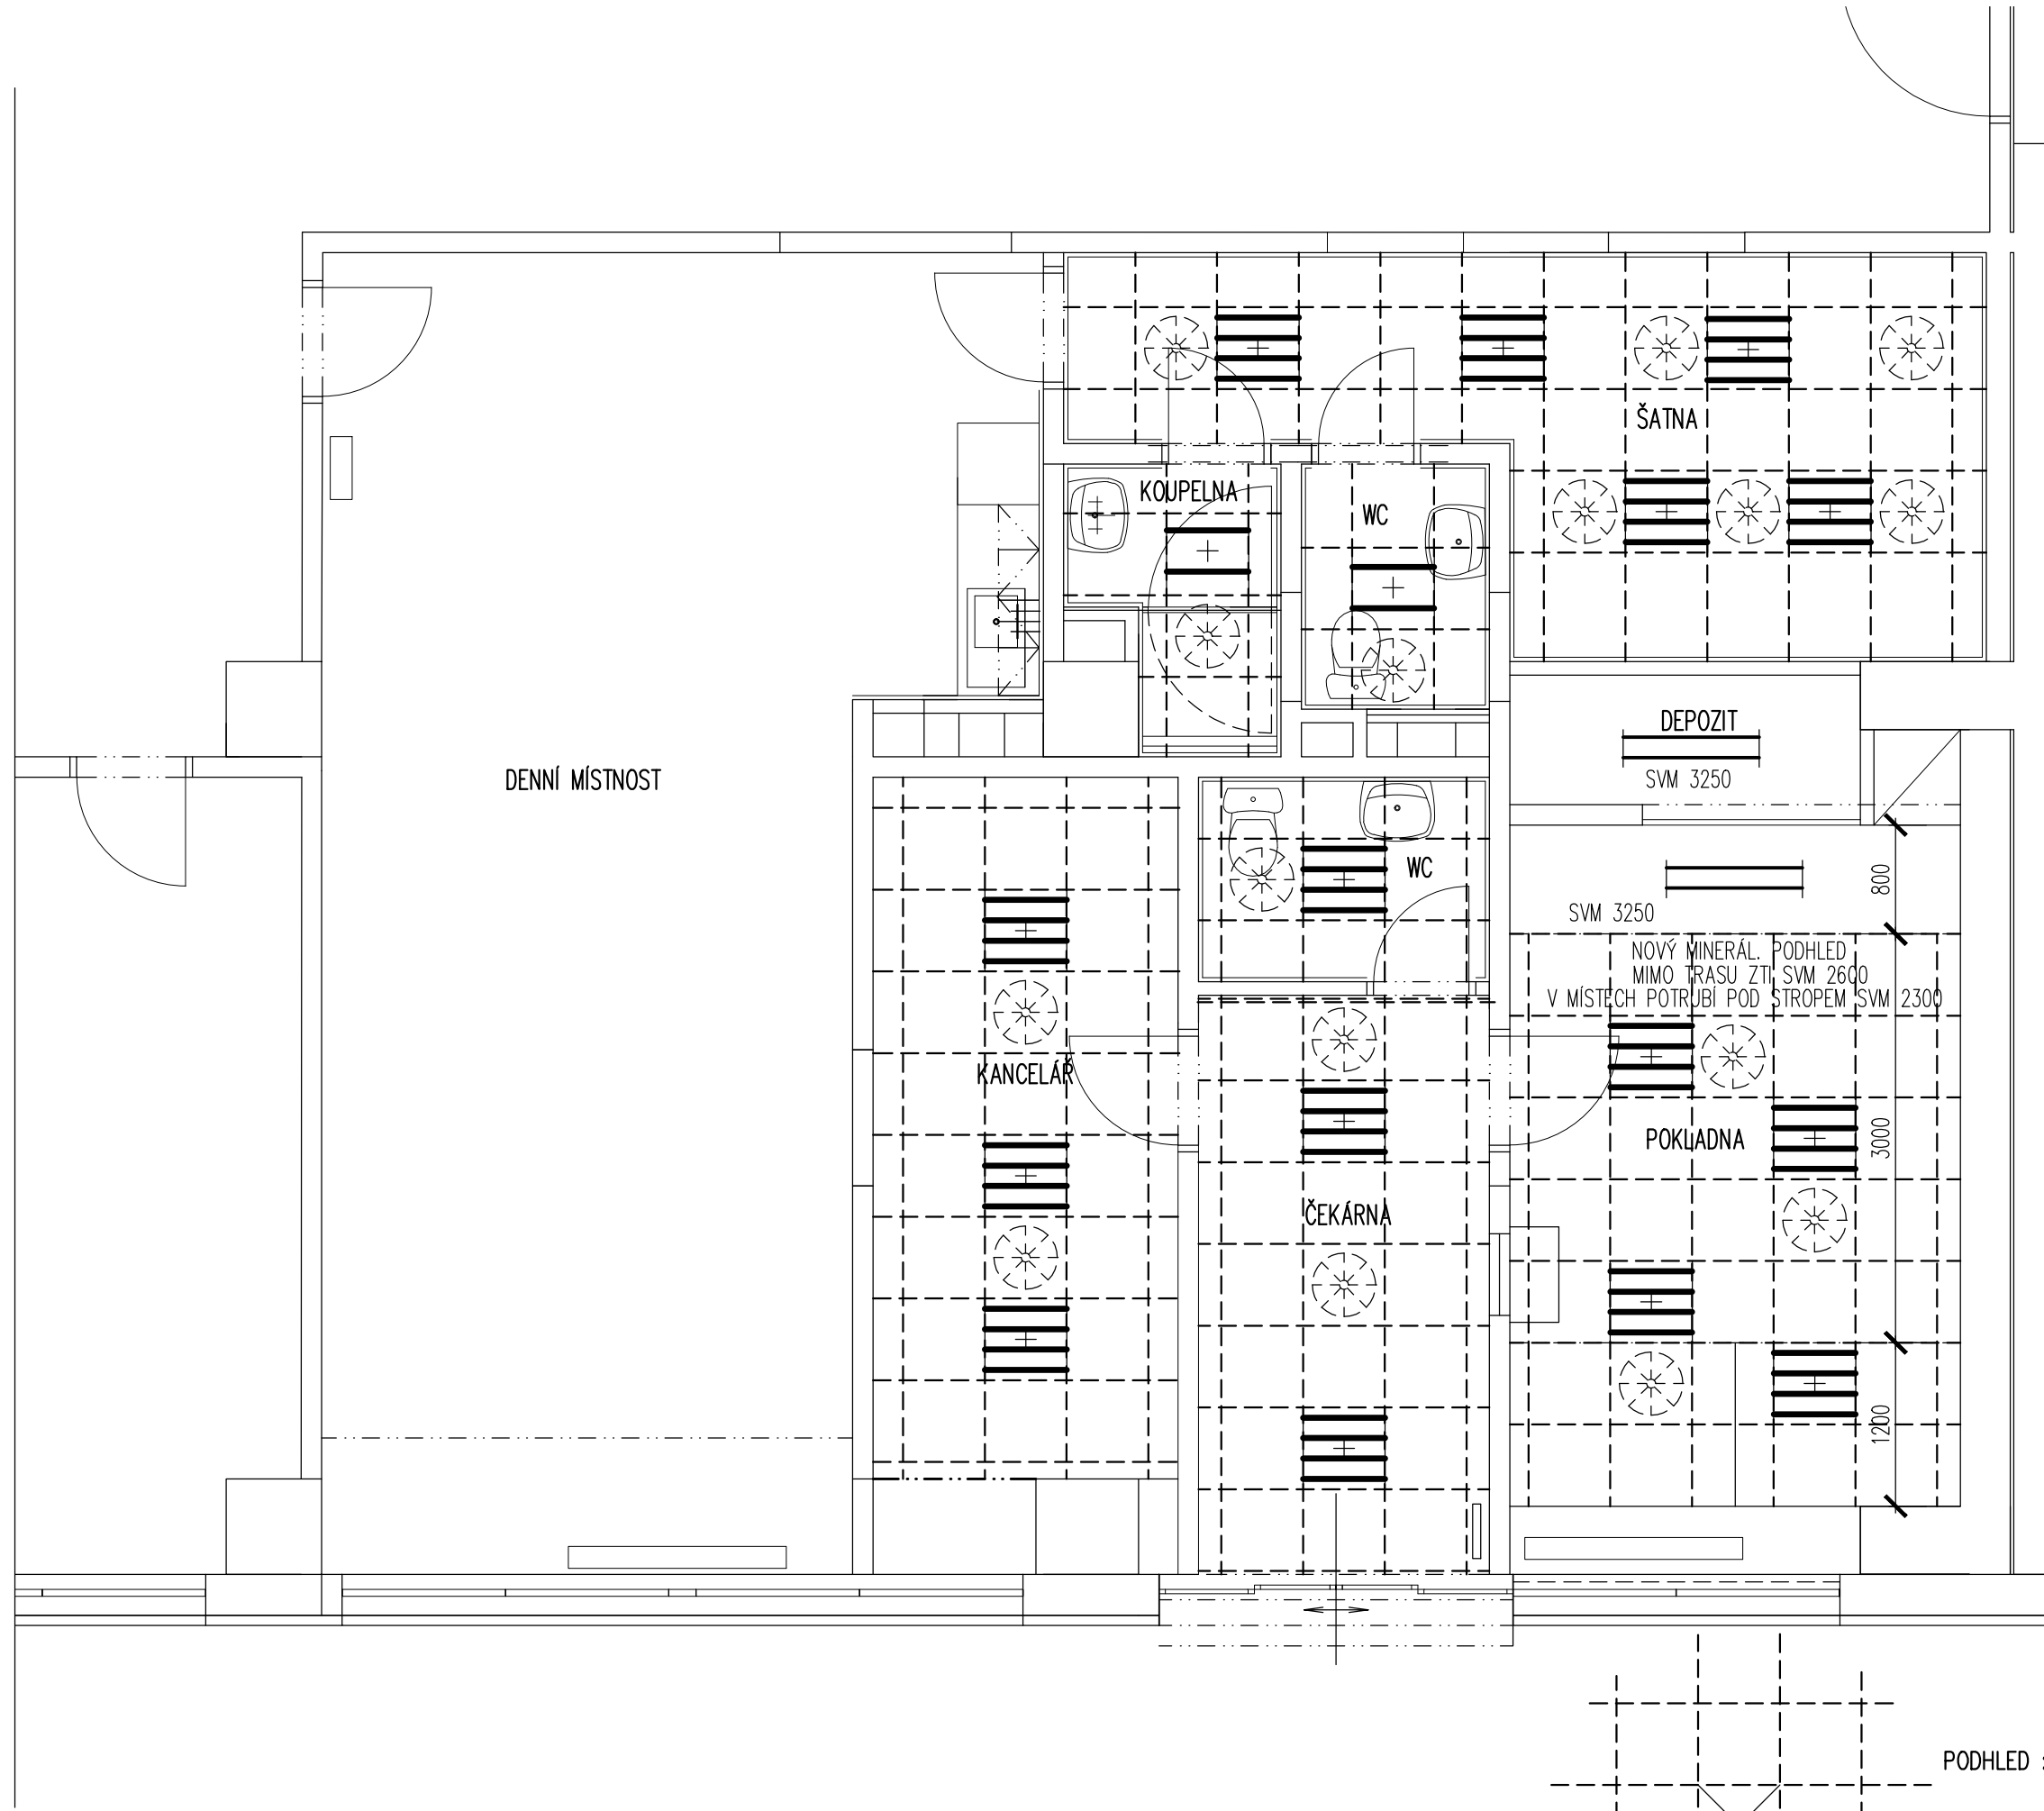 ŠATNA
KOUPELNA
WC
DEPOZIT
SVM 3250
DENNÍ MÍSTNOST
WC
800
SVM 3250
NOVÝ MINERÁL. PODHLED
MIMO TRASU ZTI SVM 2600
V MÍSTECH POTRUBÍ POD STROPEM SVM 2300
KANCELÁŘ
POKLADNA
3000
ČEKÁRNA
1200
PODHLED